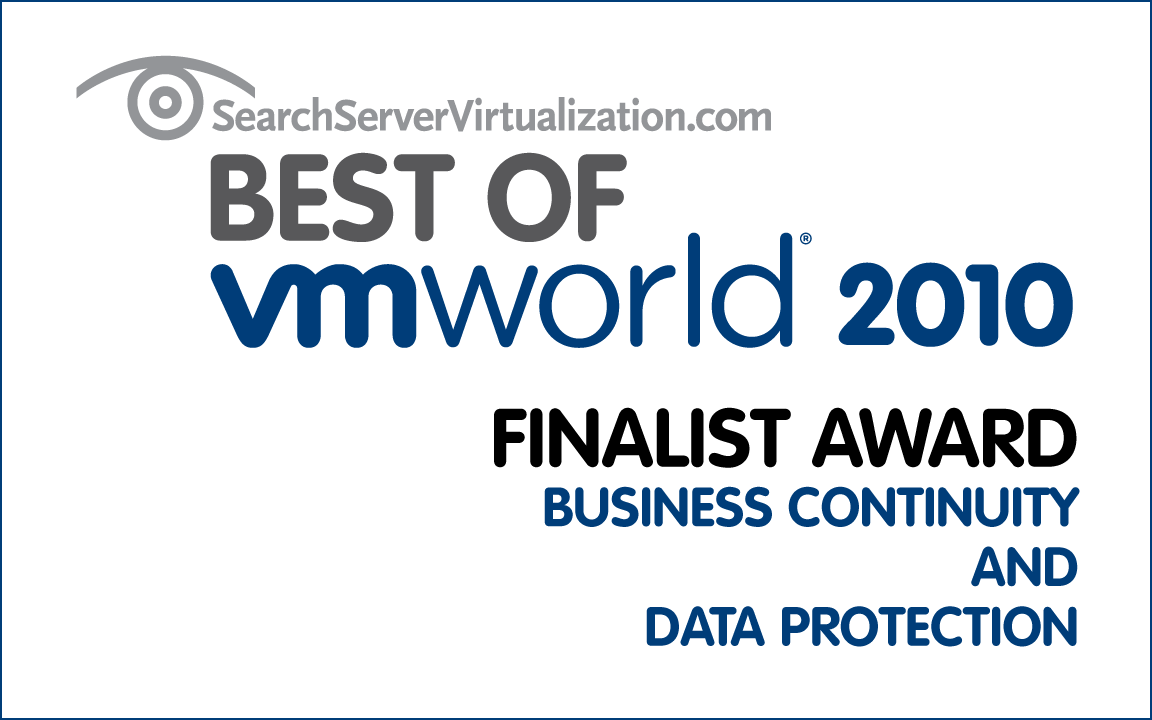 SearchServerVirtualization.com
BEST OF
vmworld® 2010
FINALIST AWARD
BUSINESS CONTINUITY
AND
DATA PROTECTION